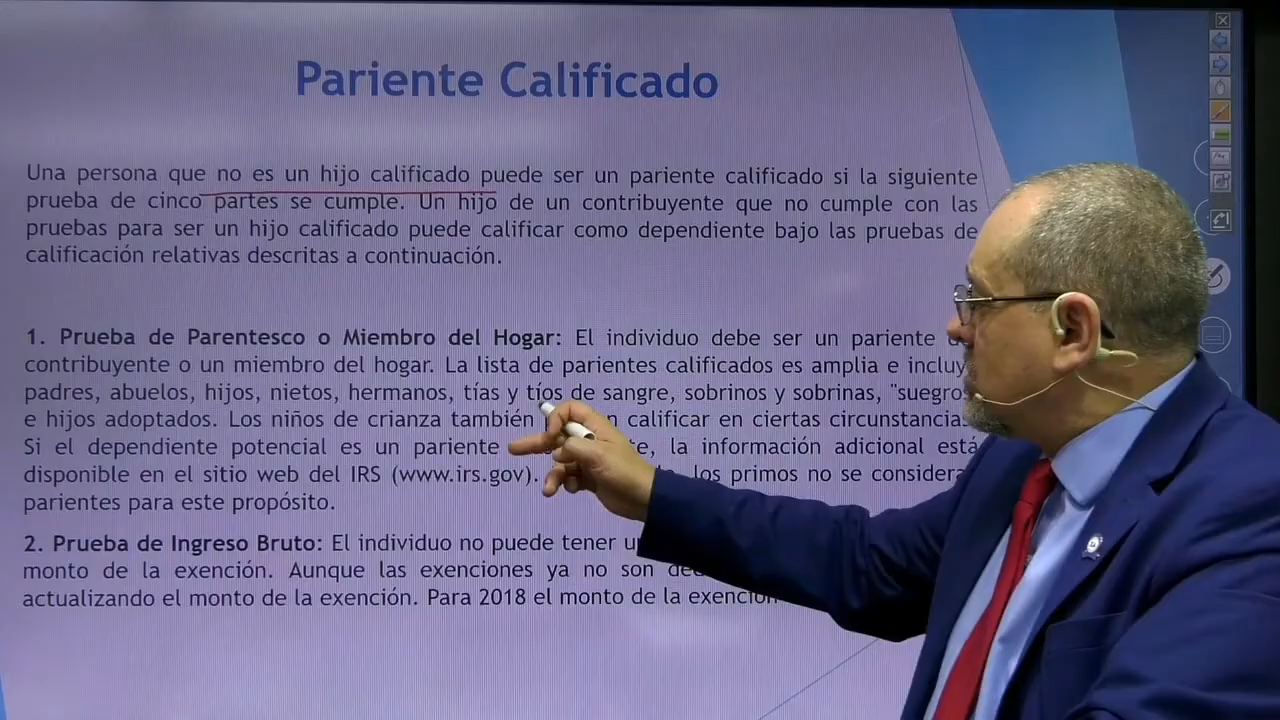 Pariente Calificado
Una persona que no es un hijo calificado puede ser un pariente calificado si la siguiente
prueba de cinco partes se cumple. Un hijo de un contribuyente que no cumple con las
pruebas para ser un hijo calificado puede calificar como dependiente bajo las pruebas de
calificación relativas descritas a continuación.
1. Prueba de Parentesco o Miembro del Hogar: El individuo debe ser un pariente
contribuyente o un miembro del hogar. La lista de parientes calificados es amplia e incluy
padres, abuelos, hijos, nietos, hermanos, tías y tíos de sangre, sobrinos y sobrinas, "suegros
e hijos adoptados. Los niños de crianza también calificar en ciertas circunstancias
Si el dependiente potencial es un pariente la información adicional está
disponible en el sitio web del IRS (www.irs.gov). los primos no se considera
parientes para este propósito.
2. Prueba de Ingreso Bruto: El individuo no puede tener
monto de la exención. Aunque las exenciones ya no son
actualizando el monto de la exención. Para 2018 el monto de la exención